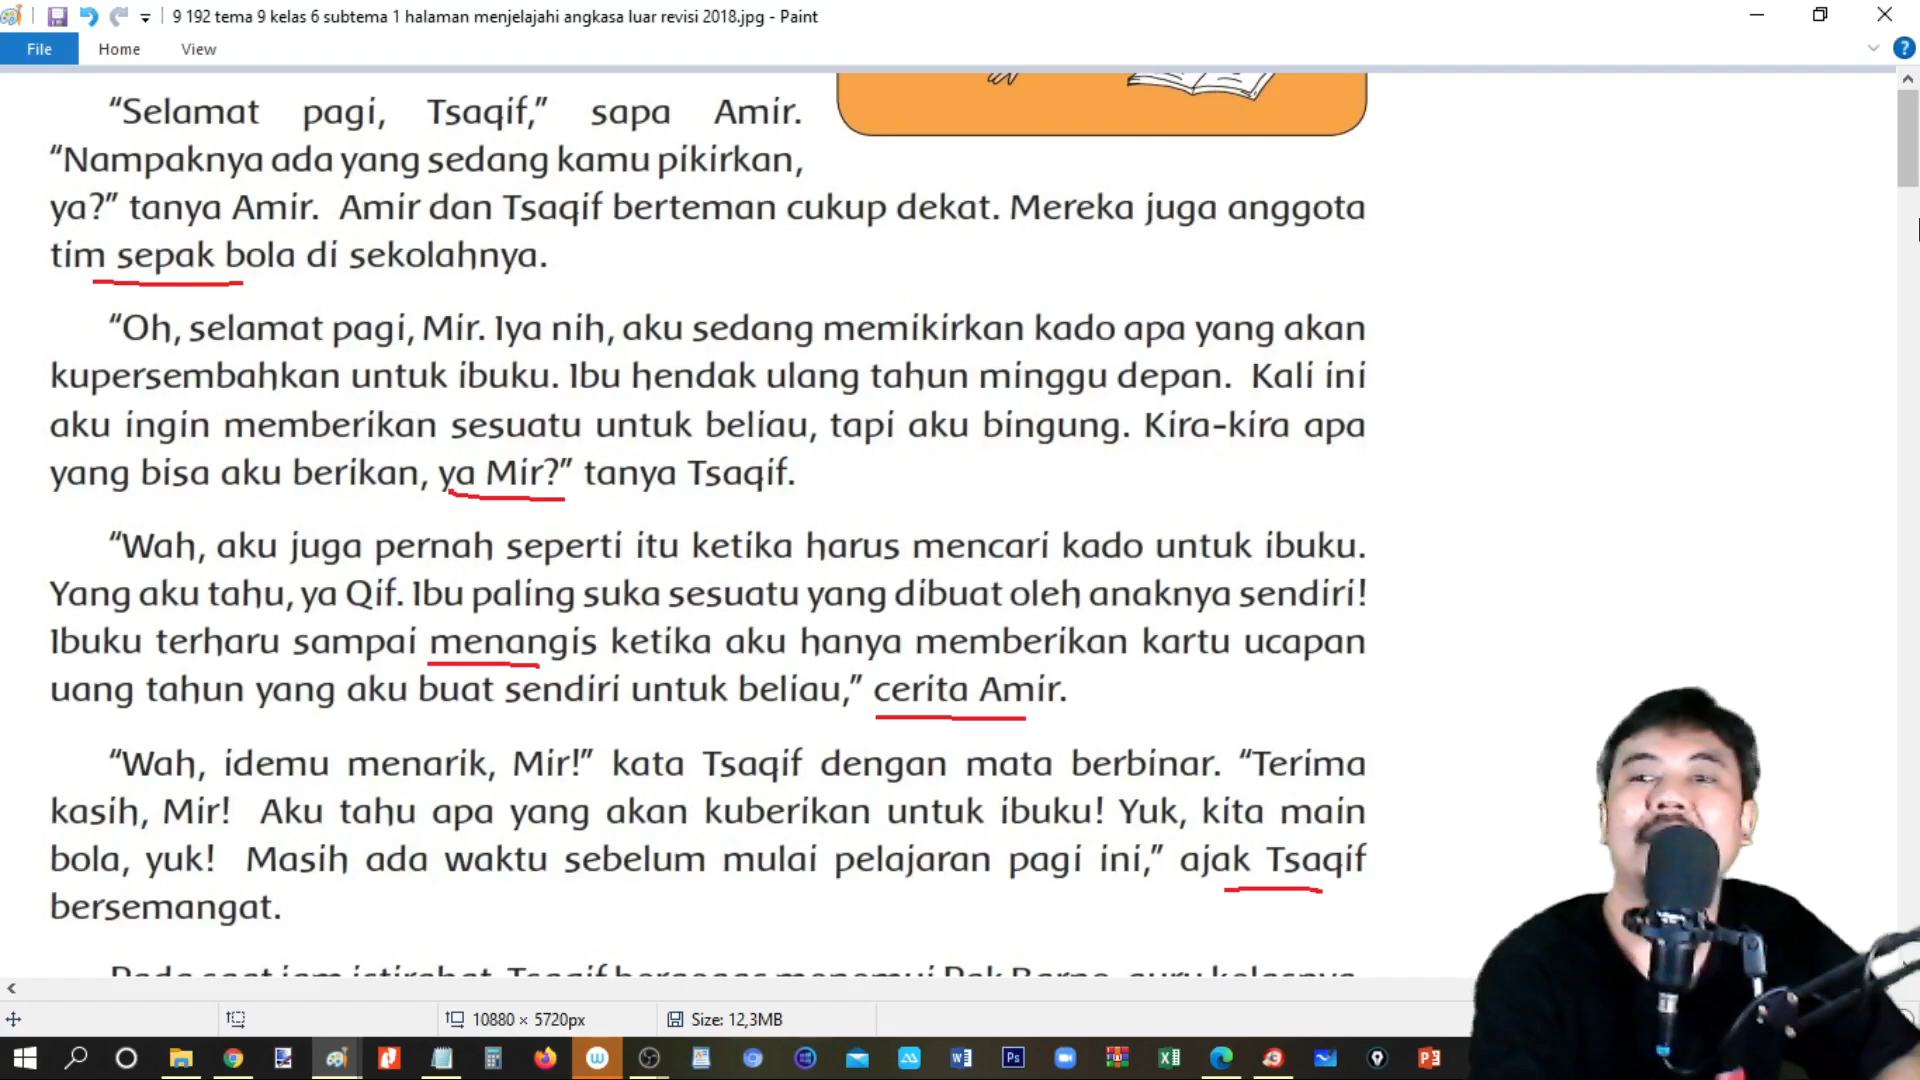 9 192 tema 9 kelas 6 subtema 1 halaman menjelajahi angkasa luar revisi 2018.jpg - Paint
File Home View
“Selamat pagi, Tsaqif,” sapa Amir.
“Nampaknya ada yang sedang kamu pikirkan,
ya?” tanya Amir. Amir dan Tsaqif berteman cukup dekat. Mereka juga anggota
tim sepak bola di sekolahnya.
“Oh, selamat pagi, Mir. Iya nih, aku sedang memikirkan kado apa yang akan
kupersembahkan untuk ibuku. Ibu hendak ulang tahun minggu depan. Kali ini
aku ingin memberikan sesuatu untuk beliau, tapi aku bingung. Kira-kira apa
yang bisa aku berikan, ya Mir?” tanya Tsaqif.
“Wah, aku juga pernah seperti itu ketika harus mencari kado untuk ibuku.
Yang aku tahu, ya Qif. Ibu paling suka sesuatu yang dibuat oleh anaknya sendiri!
Ibuku terharu sampai menangis ketika aku hanya memberikan kartu ucapan
uang tahun yang aku buat sendiri untuk beliau,” cerita Amir.
“Wah, idemu menarik, Mir!” kata Tsaqif dengan mata berbinar. “Terima
kasih, Mir! Aku tahu apa yang akan kuberikan untuk ibuku! Yuk, kita main
bola, yuk! Masih ada waktu sebelum mulai pelajaran pagi ini,” ajak Tsaqif
bersemangat.
Pada saat jam istirahat, Tsaqif bergegas menemui Pak
10880 × 5720px Size: 12,3MB